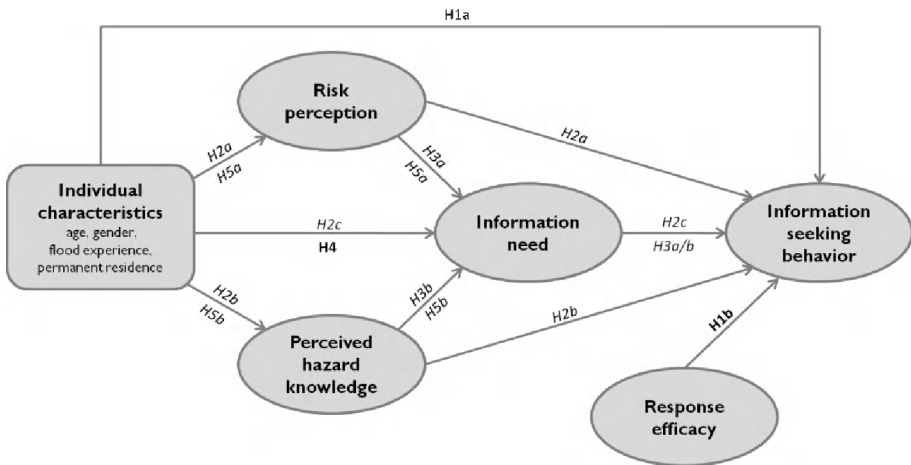 H1a
Risk
perception
H2a
H5a
H2a
H3a
H5a
Individual
characteristics
age, gender,
flood experience,
permanent residence
H2c
H4
Information
need
H2c
H3a/b
Information
seeking
behavior
H2b
H5b
H3b
H5b
H2b
H1b
Perceived
hazard
knowledge
Response
efficacy